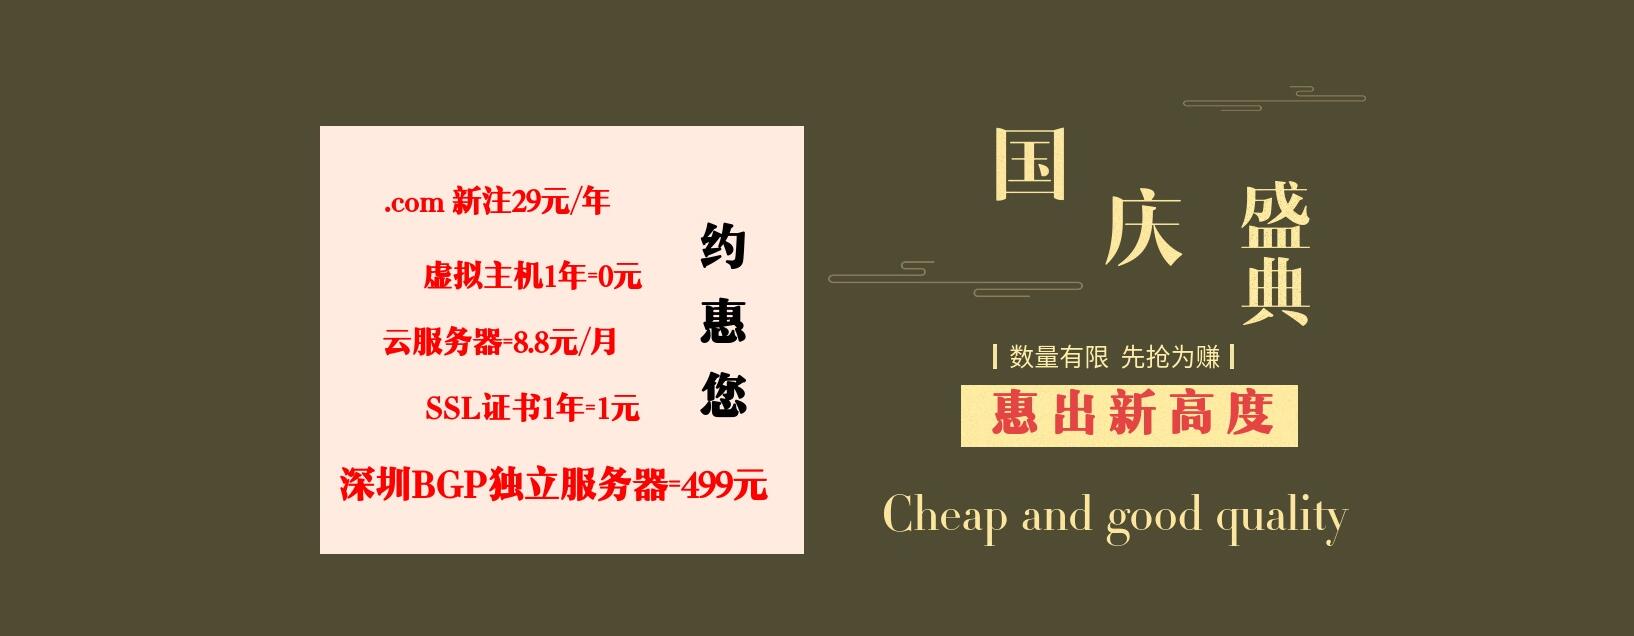 .com 新注29元/年
虚拟主机1年=0元
云服务器=8.8元/月
SSL证书1年=1元
深圳BGP独立服务器=499元
约惠您
国庆盛典
数量有限 先抢为赚
惠出新高度
Cheap and good quality